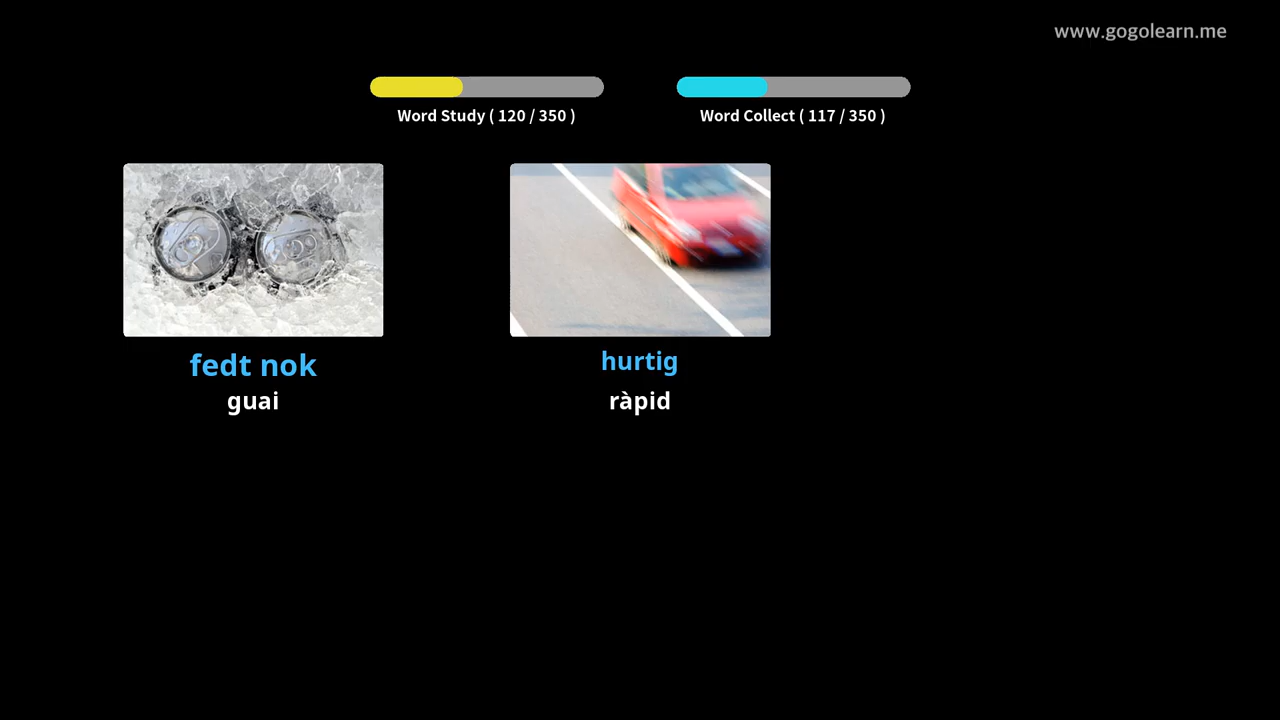 www.gogolearn.me
Word Study ( 120 / 350 )
Word Collect ( 117 / 350 )
fedt nok
guai
hurtig
ràpid